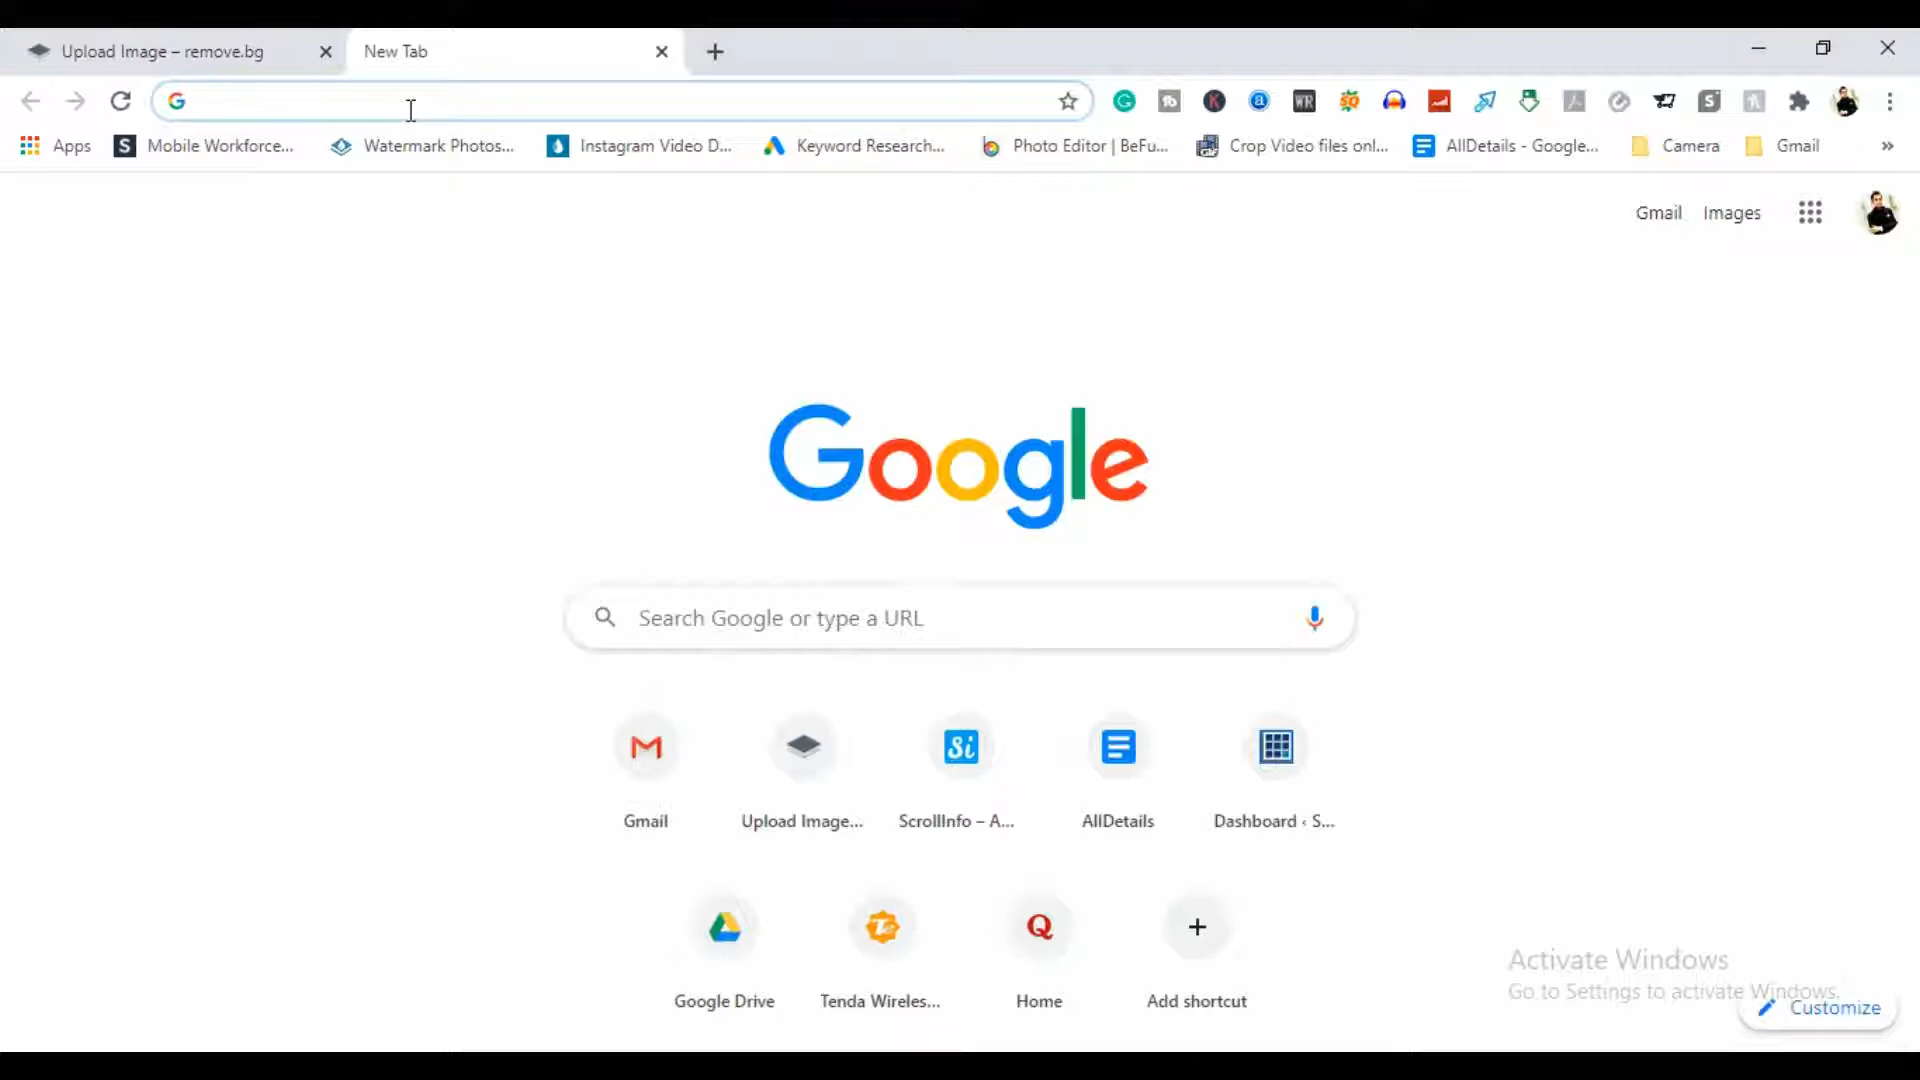 Upload Image – remove.bg
New Tab
Apps
Mobile Workforce...
Watermark Photos...
Instagram Video D...
Keyword Research...
Photo Editor | BeFu...
Crop Video files onl...
AllDetails - Google...
Camera
Gmail
»
Gmail
Images
Google
Search Google or type a URL
Gmail
Upload Image...
ScrollInfo – A...
AllDetails
Dashboard ‹ S...
Google Drive
Tenda Wireles...
Home
Add shortcut
Activate Windows
Go to Settings to activate Windows.
Customize